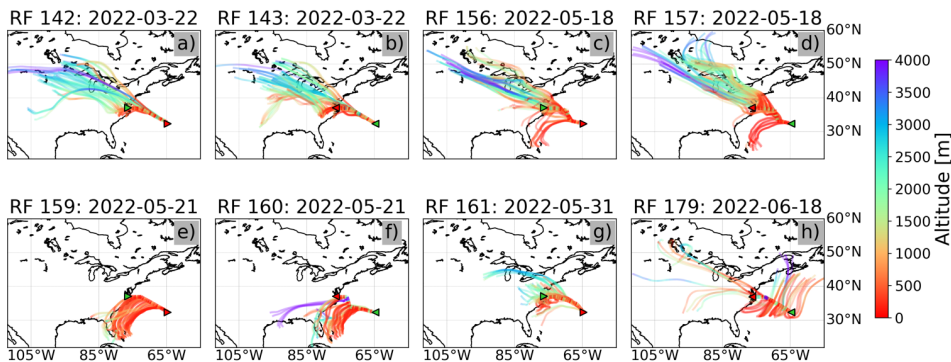 RF 142: 2022-03-22 RF 143: 2022-03-22 RF 156: 2022-05-18 RF 157: 2022-05-18
a) b) c) d)
60°N
50°N
40°N
30°N
RF 159: 2022-05-21 RF 160: 2022-05-21 RF 161: 2022-05-31 RF 179: 2022-06-18
e) f) g) h)
60°N
50°N
40°N
30°N
105°W 85°W 65°W 105°W 85°W 65°W 105°W 85°W 65°W 105°W 85°W 65°W
4000
3500
3000
2500
2000
1500
1000
500
0
Altitude [m]